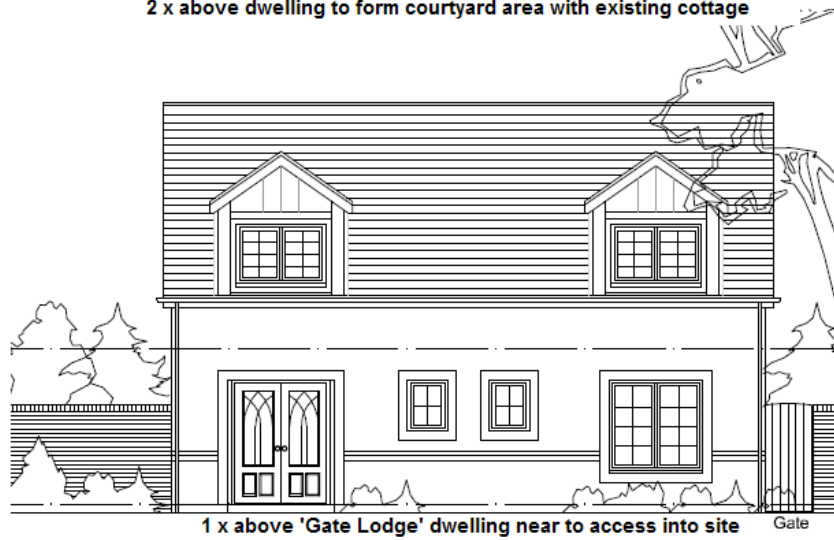 2 x above dwelling to form courtyard area with existing cottage
1 x above 'Gate Lodge' dwelling near to access into site
Gate